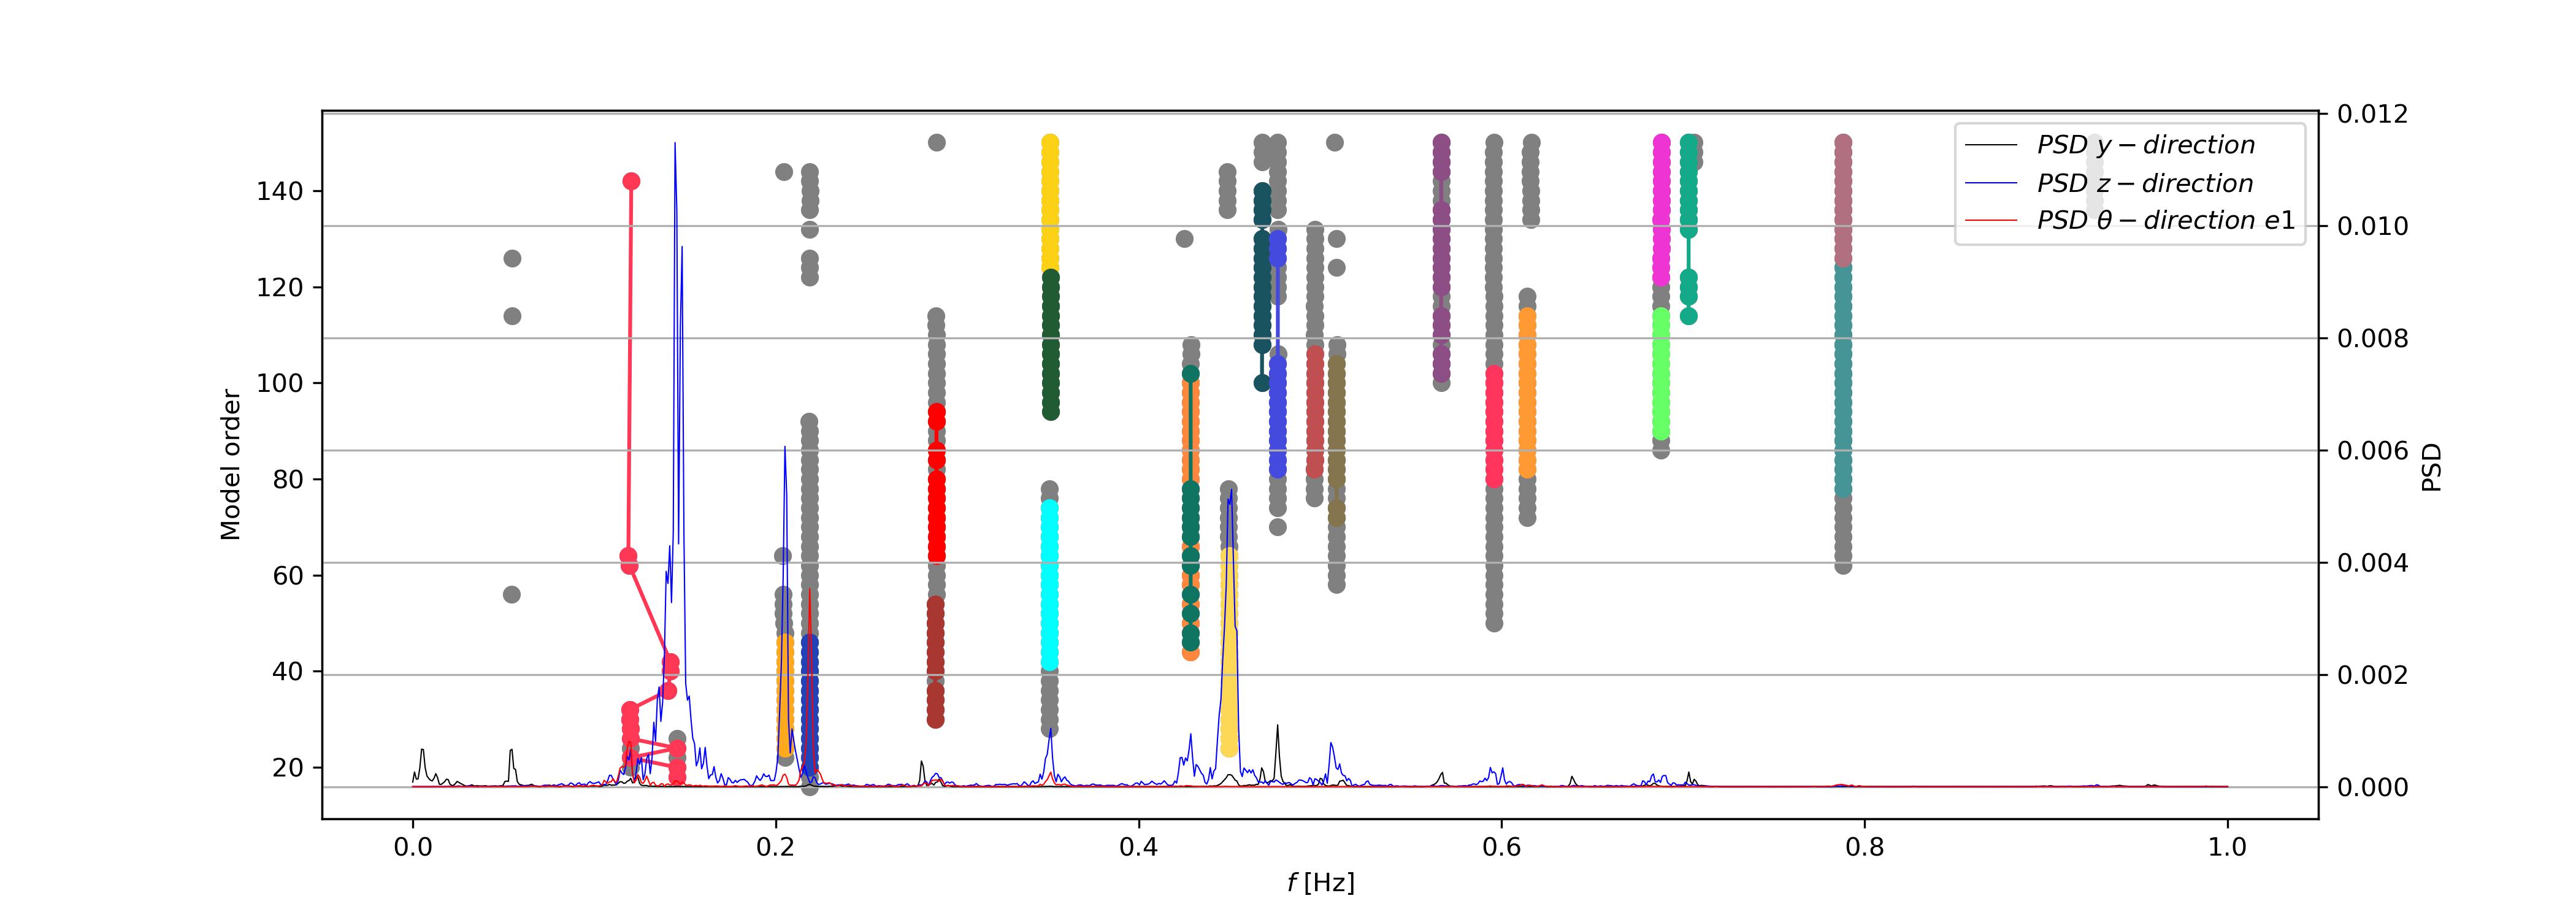 PSD y − direction
PSD z − direction
PSD θ − direction e1
Model order
140
120
100
80
60
40
20
0.012
0.010
0.008
0.006
0.004
0.002
0.000
PSD
0.0 0.2 0.4 0.6 0.8 1.0
f [Hz]